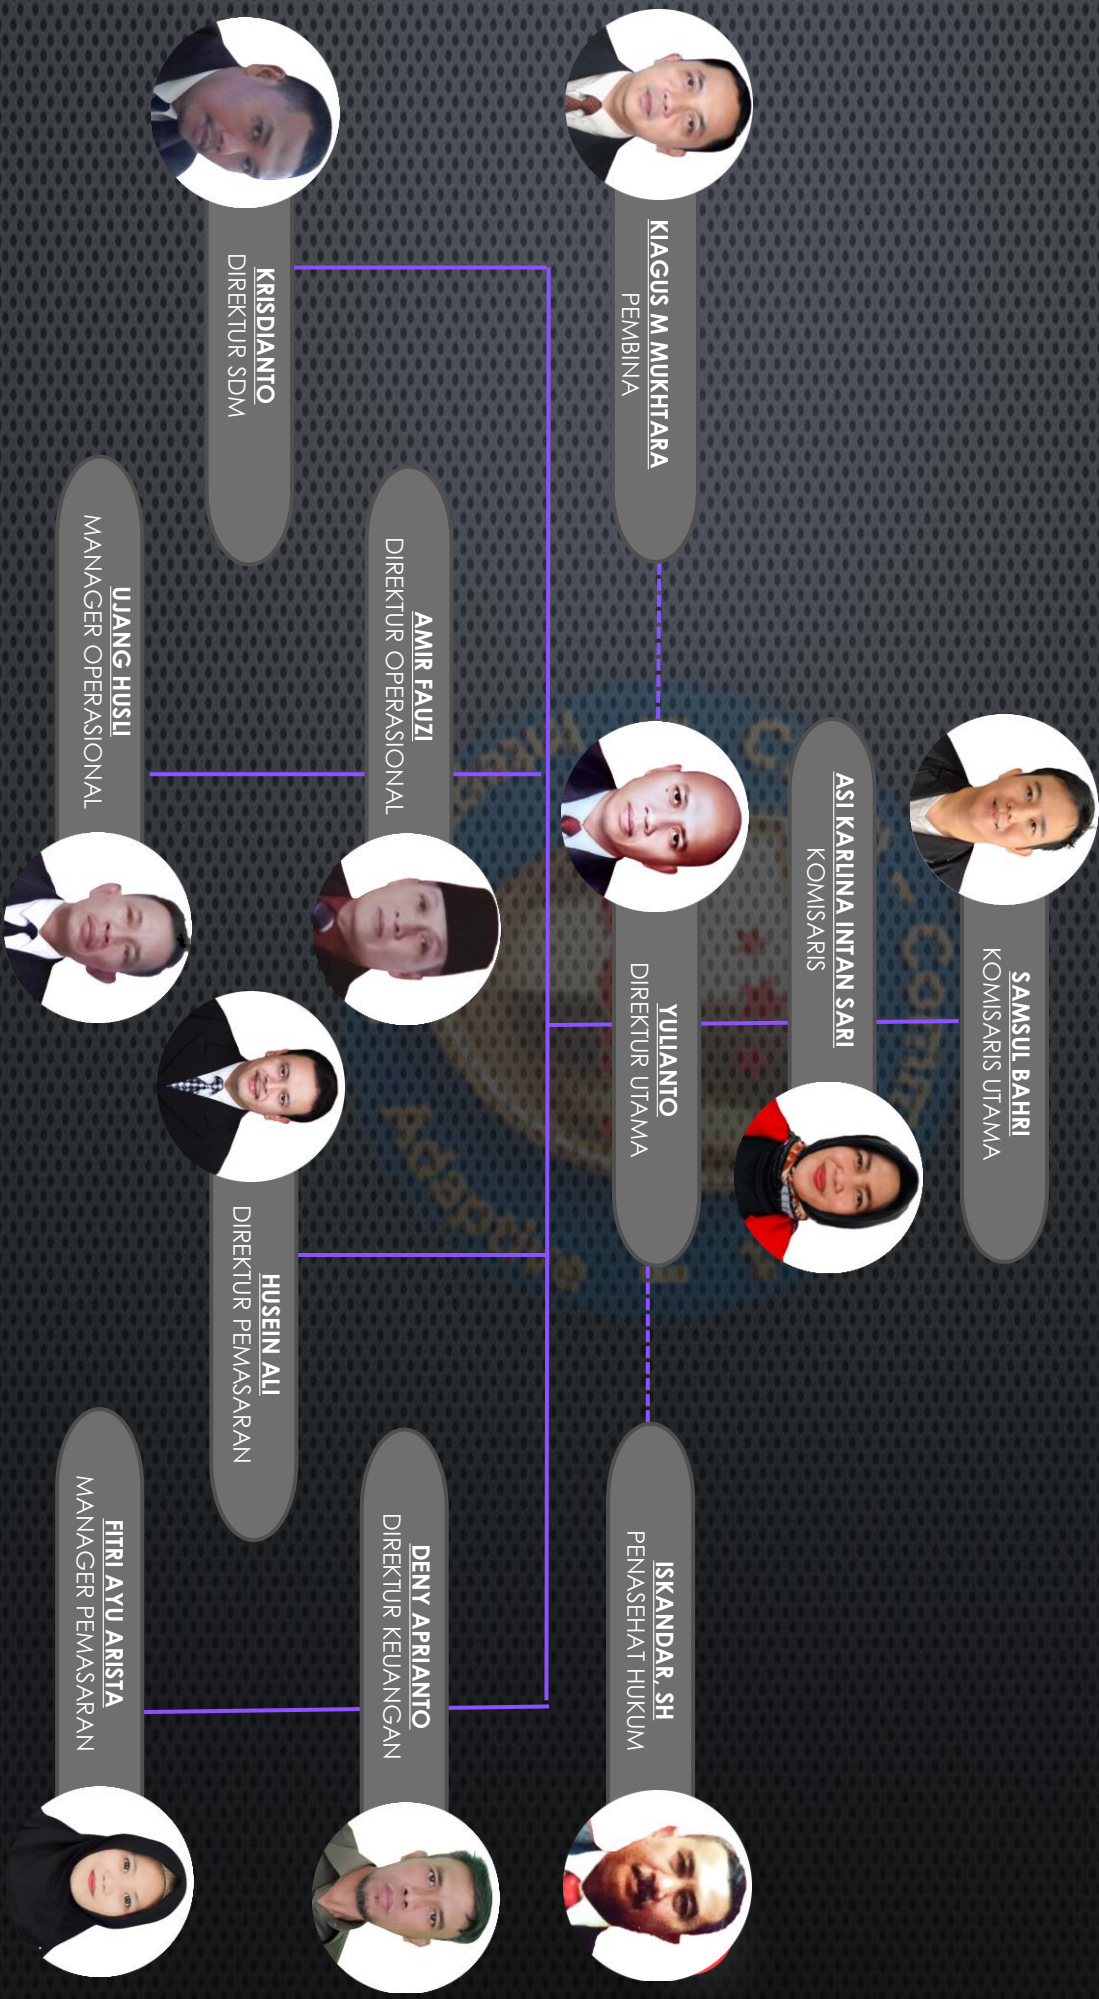 SAMSUL BAHRI
KOMISARIS UTAMA
ASI KARLINA INTAN SARI
KOMISARIS
KIAGUS M MUKHTARA
PEMBINA
YULIANTO
DIREKTUR UTAMA
ISKANDAR, SH
PENASEHAT HUKUM
AMIR FAUZI
DIREKTUR OPERASIONAL
DENY APRIANTO
DIREKTUR KEUANGAN
KRISDIANTO
DIREKTUR SDM
HUSEIN ALI
DIREKTUR PEMASARAN
UJANG HUSLI
MANAGER OPERASIONAL
FITRI AYU ARISTA
MANAGER PEMASARAN
Adaptive